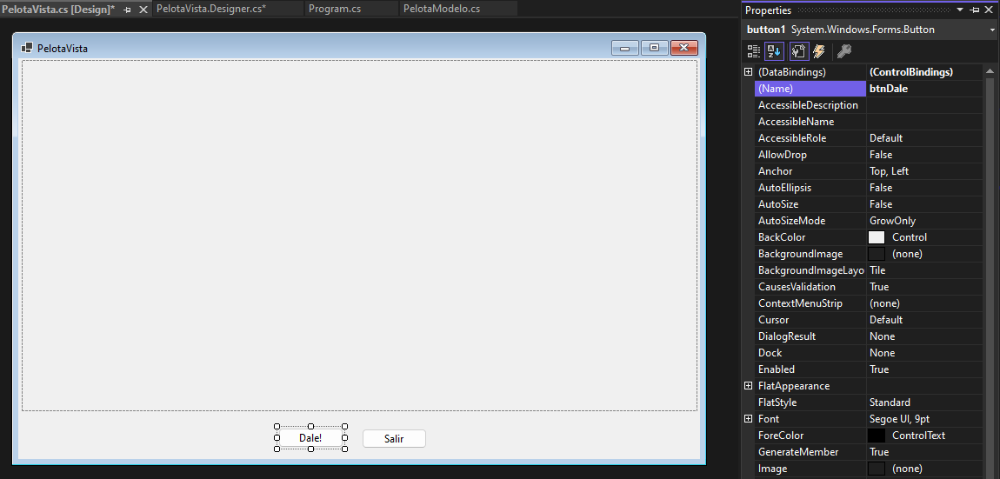 PelotaVista.cs [Design]*
PelotaVista.Designer.cs*
Program.cs
PelotaModelo.cs
PelotaVista
Dale!
Salir
Properties
button1 System.Windows.Forms.Button
(DataBindings) (ControlBindings)
(Name) btnDale
AccessibleDescription
AccessibleName
AccessibleRole Default
AllowDrop False
Anchor Top, Left
AutoEllipsis False
AutoSize False
AutoSizeMode GrowOnly
BackColor Control
BackgroundImage (none)
BackgroundImageLayo Tile
CausesValidation True
ContextMenuStrip (none)
Cursor Default
DialogResult None
Dock None
Enabled True
FlatAppearance
FlatStyle Standard
Font Segoe UI, 9pt
ForeColor ControlText
GenerateMember True
Image (none)